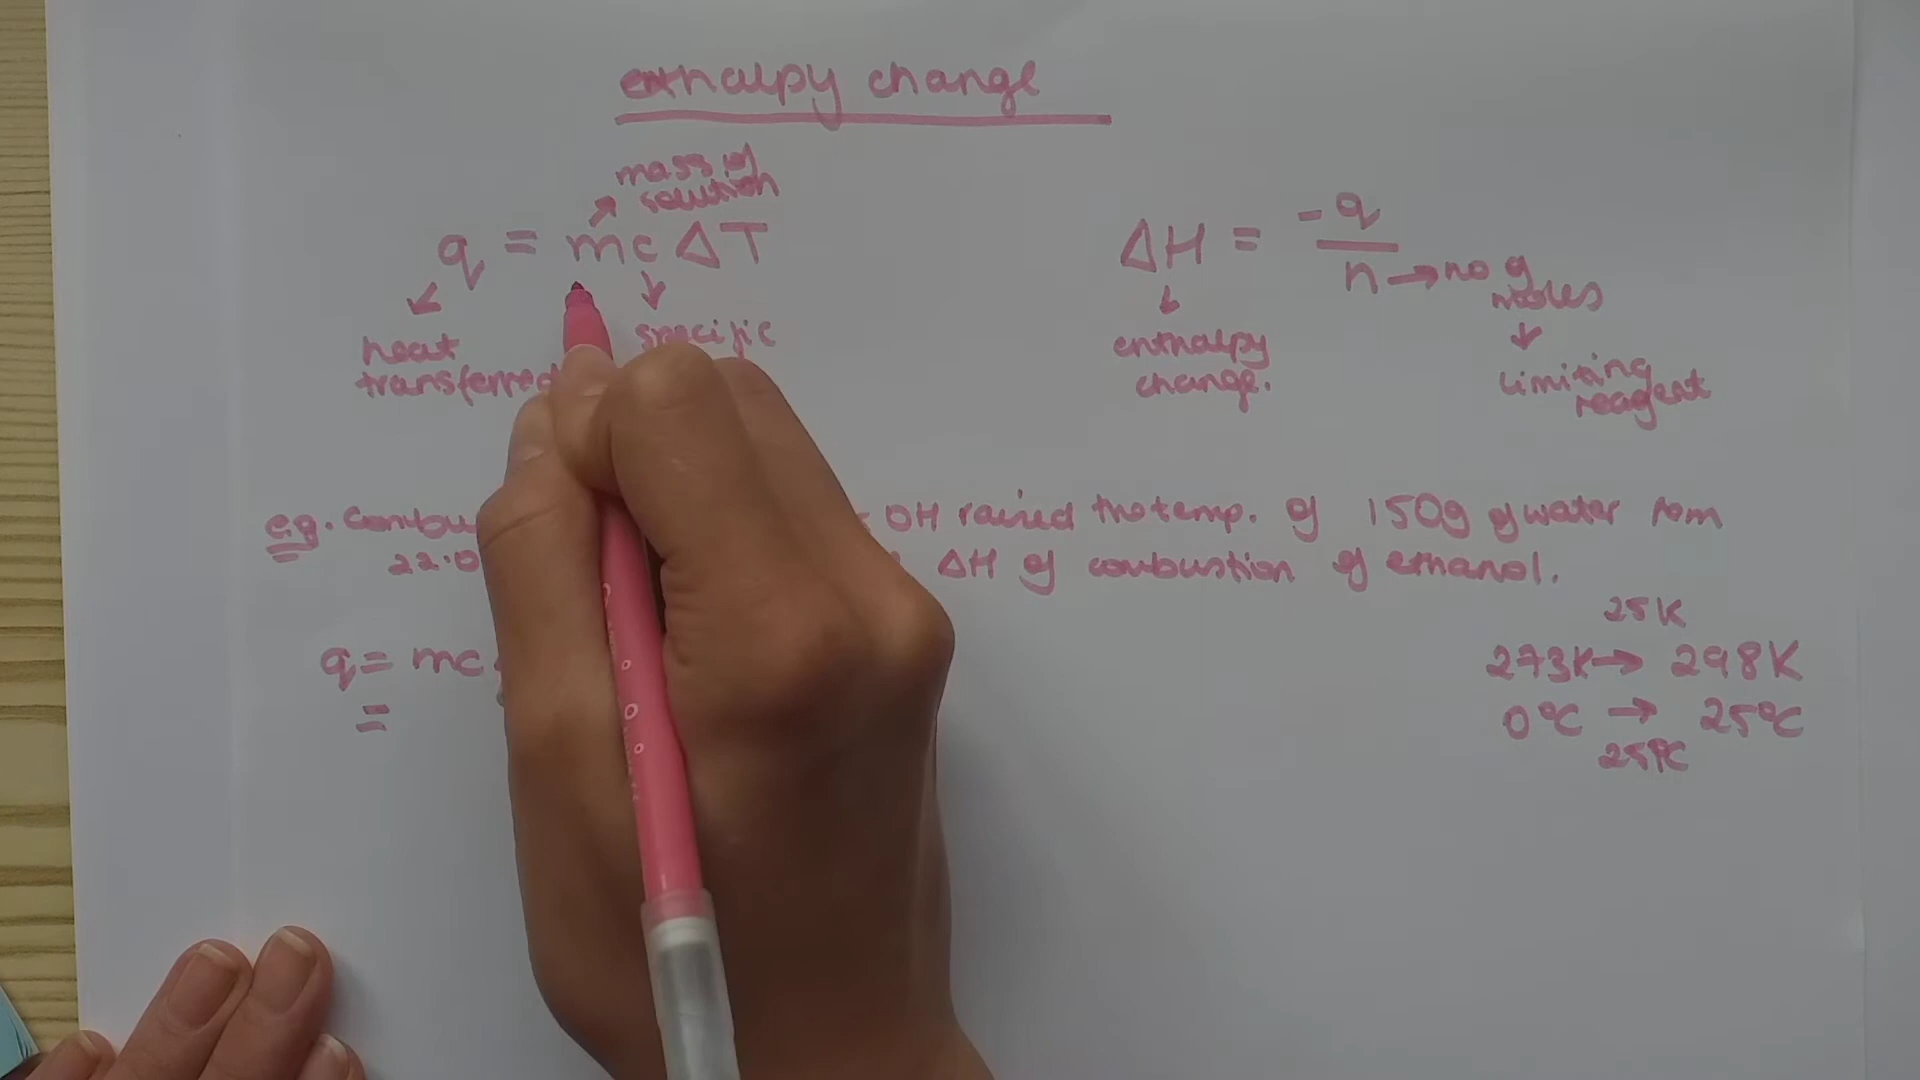 enthalpy change
mass of
solution
q = mc ΔT
heat
transferred
specific
ΔH = -q
n → no of
moles
enthalpy
change.
limiting
reagent
e.g. OH raised the temp. of 150g of water from
22.0 ΔH of combustion of ethanol.
25K
273K → 298K
0°C → 25°C
25°C
q = mc
=